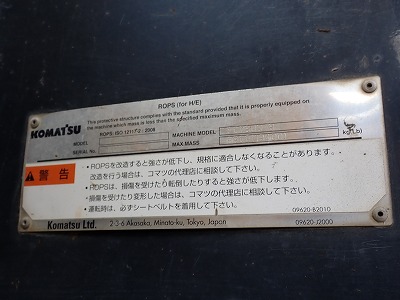 ROPS (for H/E)
This protective structure complies with the standard provided that it is properly equipped on
the machine which mass is less than the specified maximum mass.
KOMATSU
ROPS: ISO 12117-2 : 2008
MODEL
MACHINE MODEL
SERIAL No.
MAX MASS
kg(Lb)
警告
・ROPSを改造すると強さが低下し、規格に適合しなくなることがあります。
改造を行う場合は、コマツの代理店に相談して下さい。
・ROPSは、損傷を受けたり転倒したりすると強さが低下します。
損傷を受けたり変形した場合は、コマツの代理店に相談して下さい。
・運転時は、必ずシートベルトを着用して下さい。
09620-B2010
Komatsu Ltd.
2-3-6 Akasaka, Minato-ku, Tokyo, Japan
09620-J2000